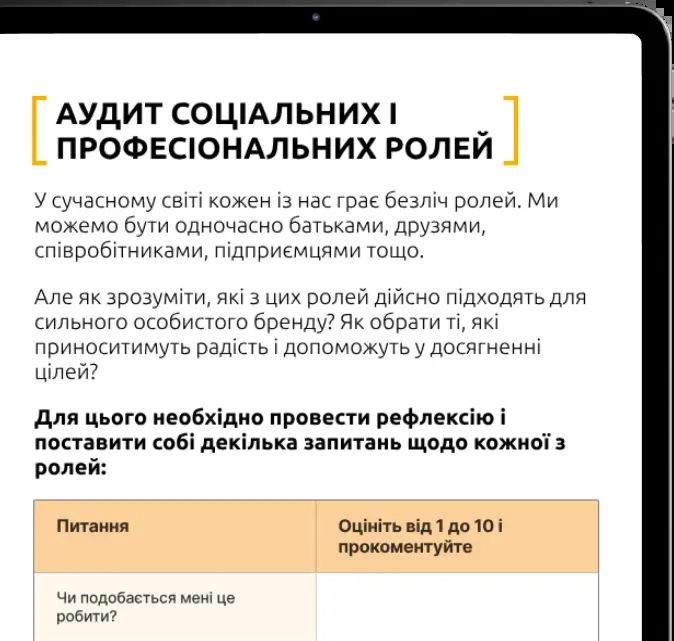 АУДИТ СОЦІАЛЬНИХ І
ПРОФЕСІОНАЛЬНИХ РОЛЕЙ
У сучасному світі кожен із нас грає безліч ролей. Ми
можемо бути одночасно батьками, друзями,
співробітниками, підприємцями тощо.
Але як зрозуміти, які з цих ролей дійсно підходять для
сильного особистого бренду? Як обрати ті, які
приноситимуть радість і допоможуть у досягненні
цілей?
Для цього необхідно провести рефлексію і
поставити собі декілька запитань щодо кожної з
ролей:
Питання
Оцініть від 1 до 10 і
прокоментуйте
Чи подобається мені це
робити?